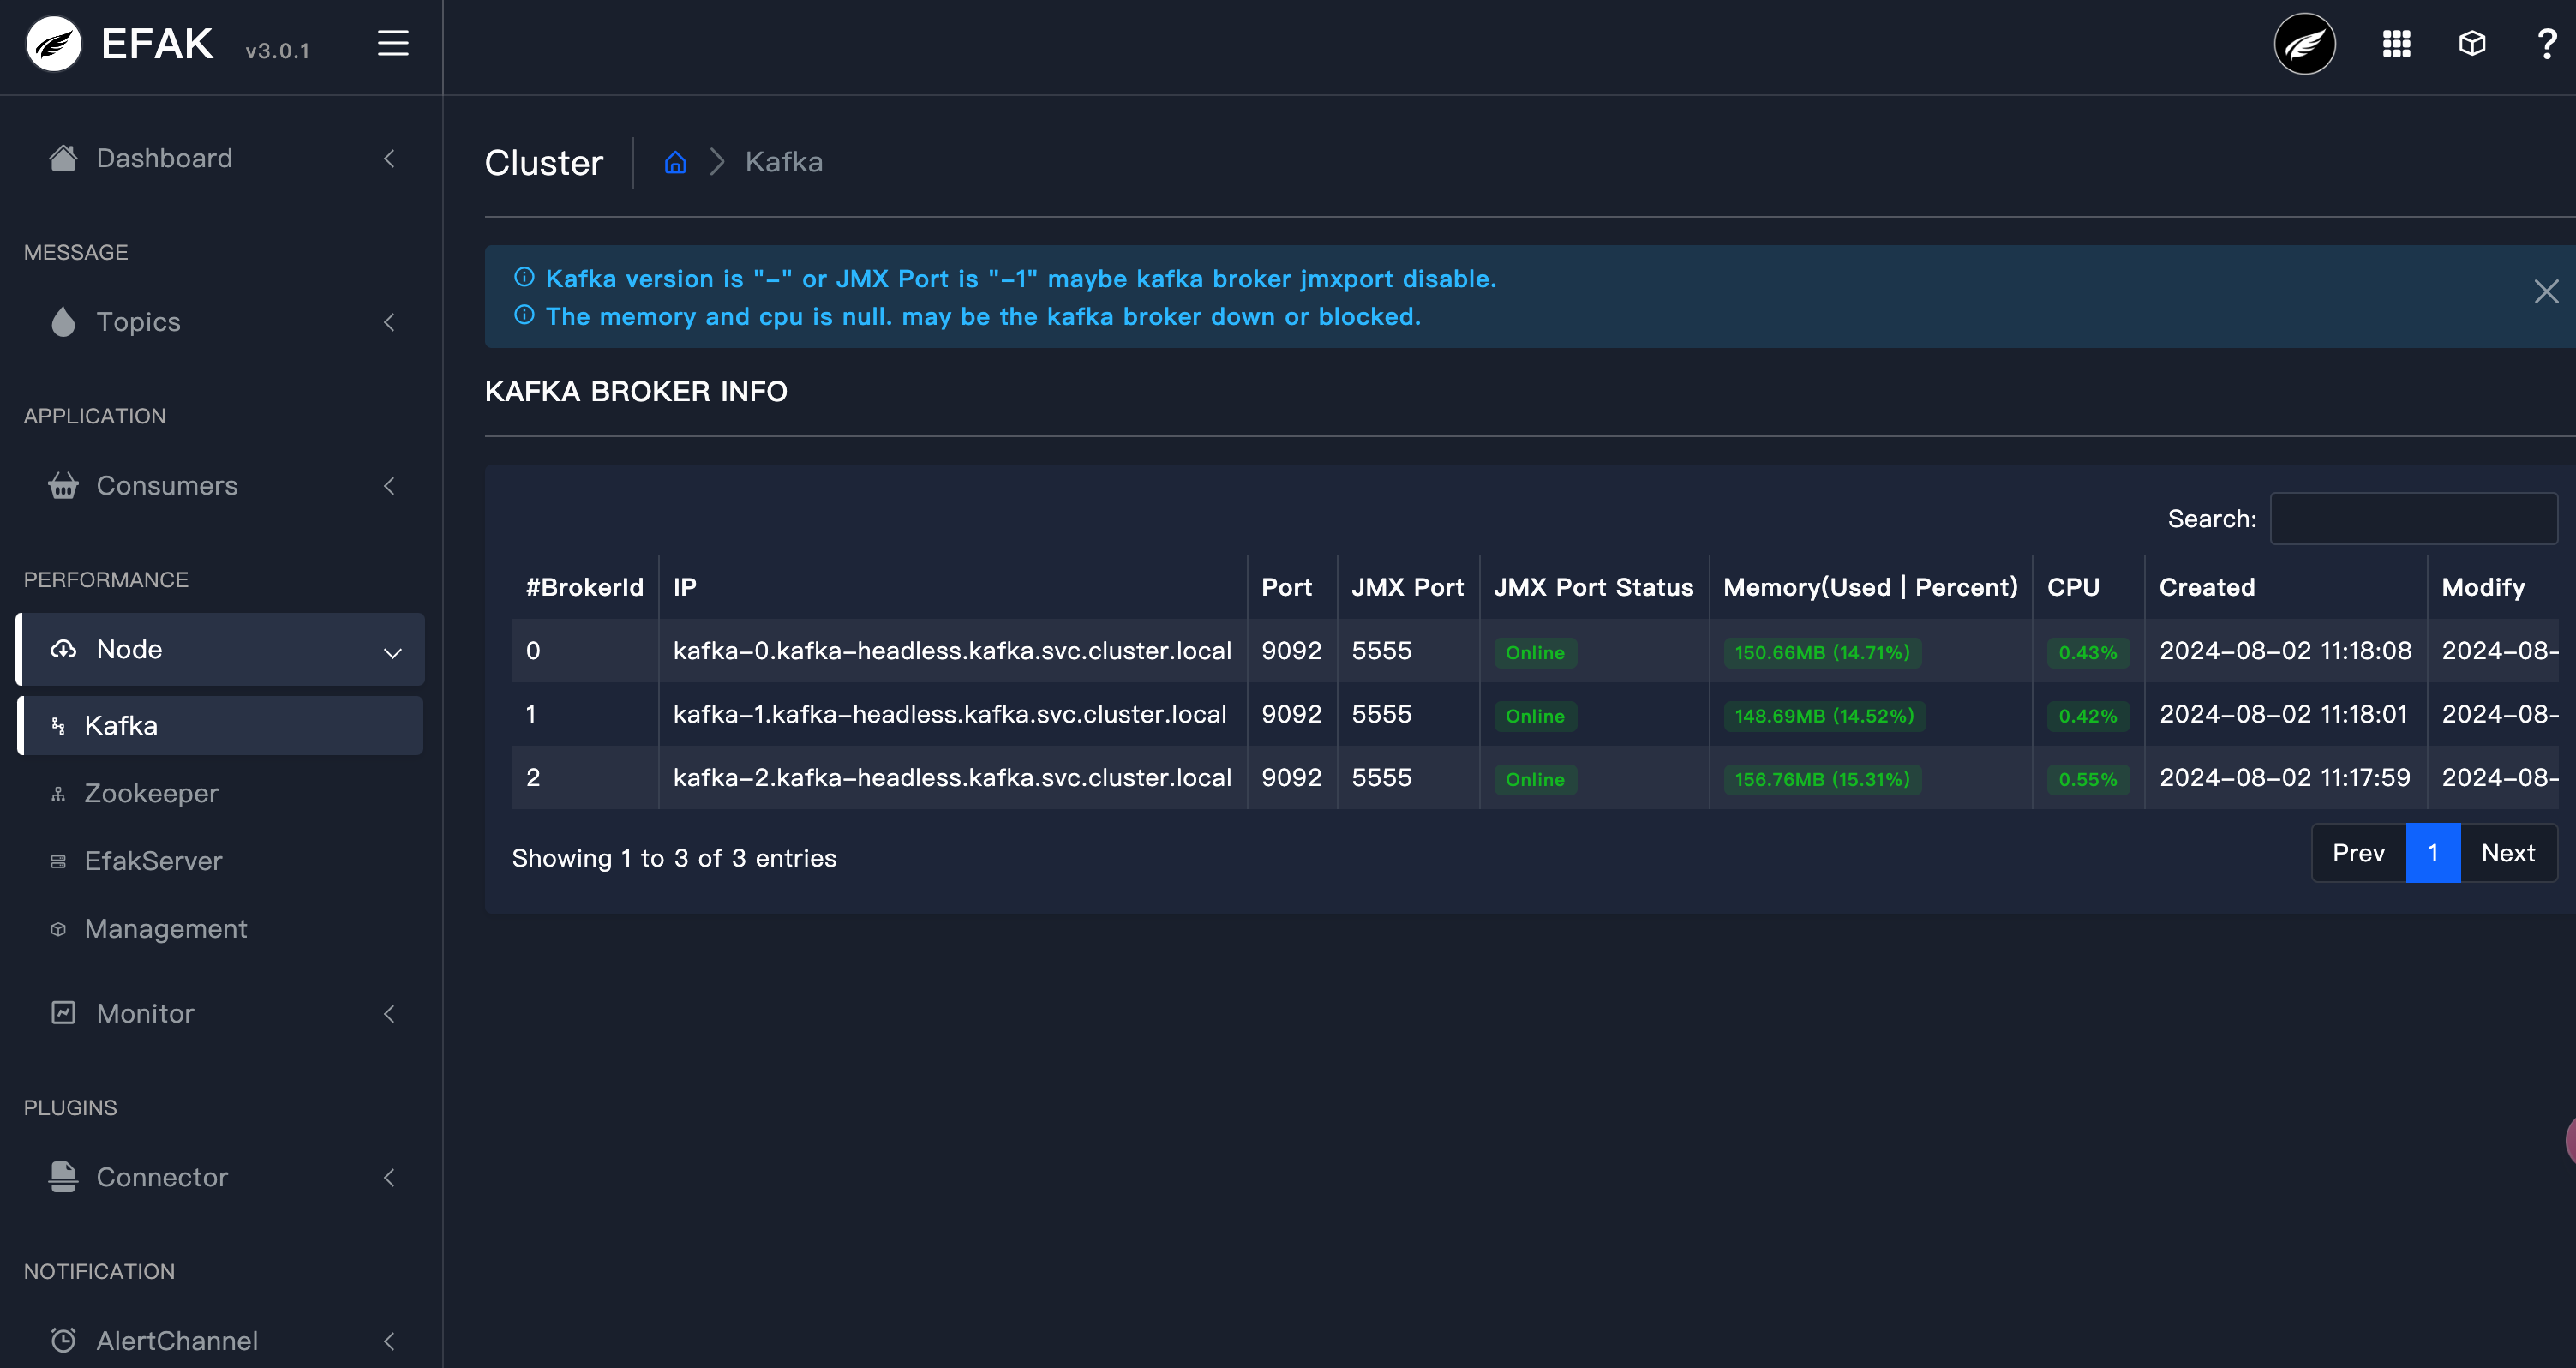 EFAK v3.0.1
Dashboard
MESSAGE
Topics
APPLICATION
Consumers
PERFORMANCE
Node
Kafka
Zookeeper
EfakServer
Management
Monitor
PLUGINS
Connector
NOTIFICATION
AlertChannel
?
Cluster Kafka
Kafka version is "-" or JMX Port is "-1" maybe kafka broker jmxport disable.
The memory and cpu is null. may be the kafka broker down or blocked.
KAFKA BROKER INFO
Search:
#BrokerId IP Port JMX Port JMX Port Status Memory(Used | Percent) CPU Created Modify
0 kafka-0.kafka-headless.kafka.svc.cluster.local 9092 5555 Online 150.66MB (14.71%) 0.43% 2024-08-02 11:18:08 2024-08-
1 kafka-1.kafka-headless.kafka.svc.cluster.local 9092 5555 Online 148.69MB (14.52%) 0.42% 2024-08-02 11:18:01 2024-08-
2 kafka-2.kafka-headless.kafka.svc.cluster.local 9092 5555 Online 156.76MB (15.31%) 0.55% 2024-08-02 11:17:59 2024-08-
Showing 1 to 3 of 3 entries
Prev 1 Next